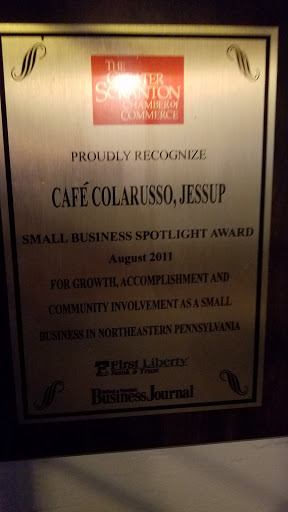 THE
GREATER
SCRANTON
CHAMBER of
COMMERCE
PROUDLY RECOGNIZE
CAFÉ COLARUSSO, JESSUP
SMALL BUSINESS SPOTLIGHT AWARD
August 2011
FOR GROWTH, ACCOMPLISHMENT AND
COMMUNITY INVOLVEMENT AS A SMALL
BUSINESS IN NORTHEASTERN PENNSYLVANIA
First Liberty
Bank & Trust
Business Journal